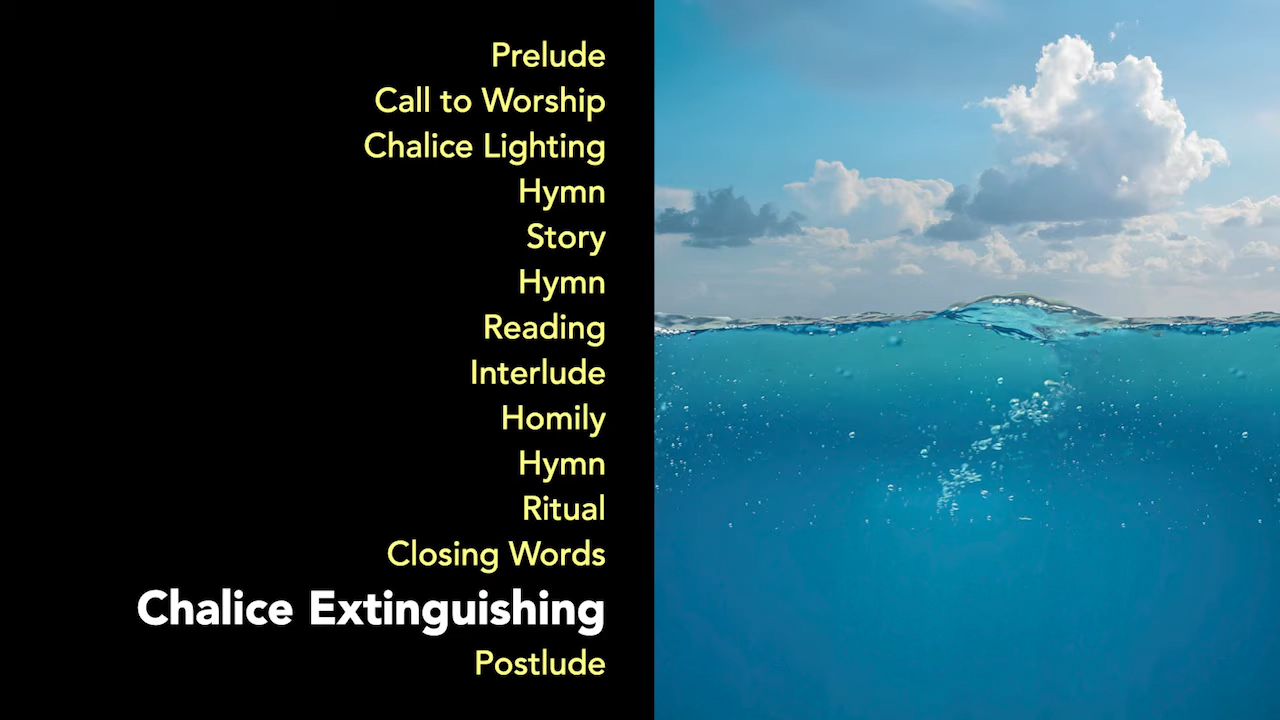 Prelude
Call to Worship
Chalice Lighting
Hymn
Story
Hymn
Reading
Interlude
Homily
Hymn
Ritual
Closing Words
Chalice Extinguishing
Postlude